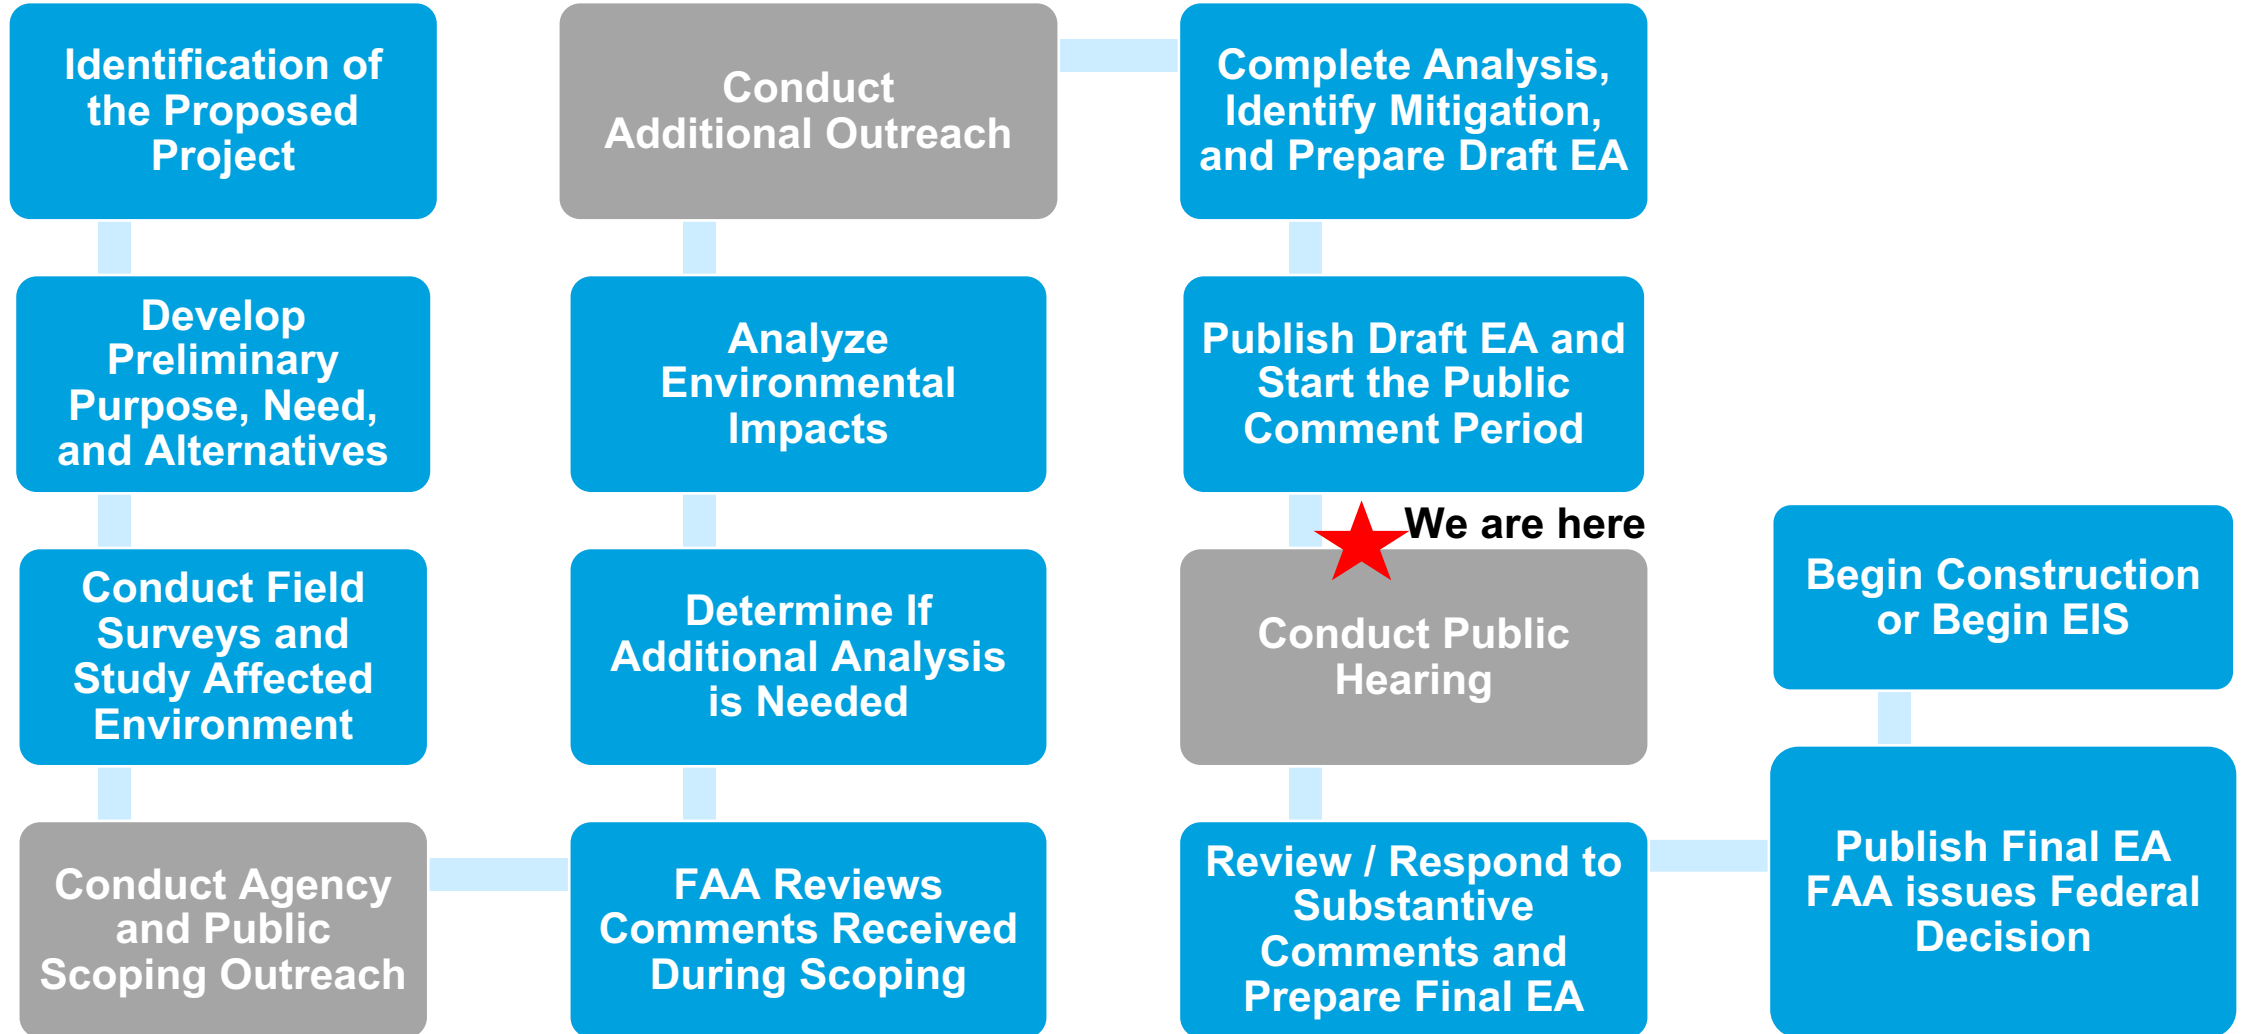 Identification of
the Proposed
Project
Develop
Preliminary
Purpose, Need,
and Alternatives
Conduct Field
Surveys and
Study Affected
Environment
Conduct Agency
and Public
Scoping Outreach
FAA Reviews
Comments Received
During Scoping
Determine If
Additional Analysis
is Needed
Analyze
Environmental
Impacts
Conduct
Additional Outreach
Complete Analysis,
Identify Mitigation,
and Prepare Draft EA
Publish Draft EA and
Start the Public
Comment Period
We are here
Conduct Public
Hearing
Review / Respond to
Substantive
Comments and
Prepare Final EA
Publish Final EA
FAA issues Federal
Decision
Begin Construction
or Begin EIS